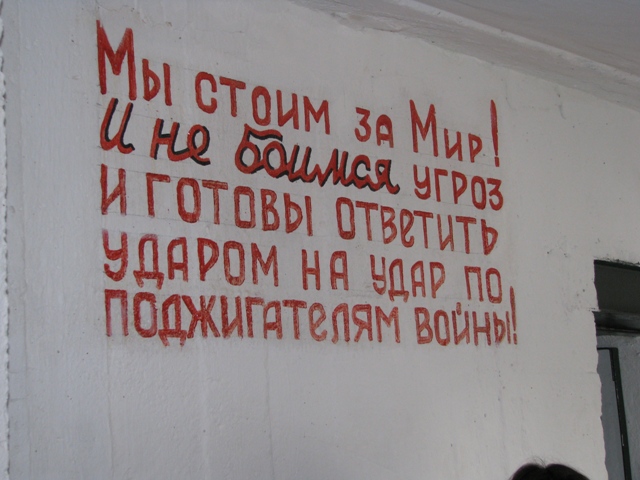 Мы стоим за Мир!
И не боимся угроз
и готовы ответить
ударом на удар по
поджигателям войны!